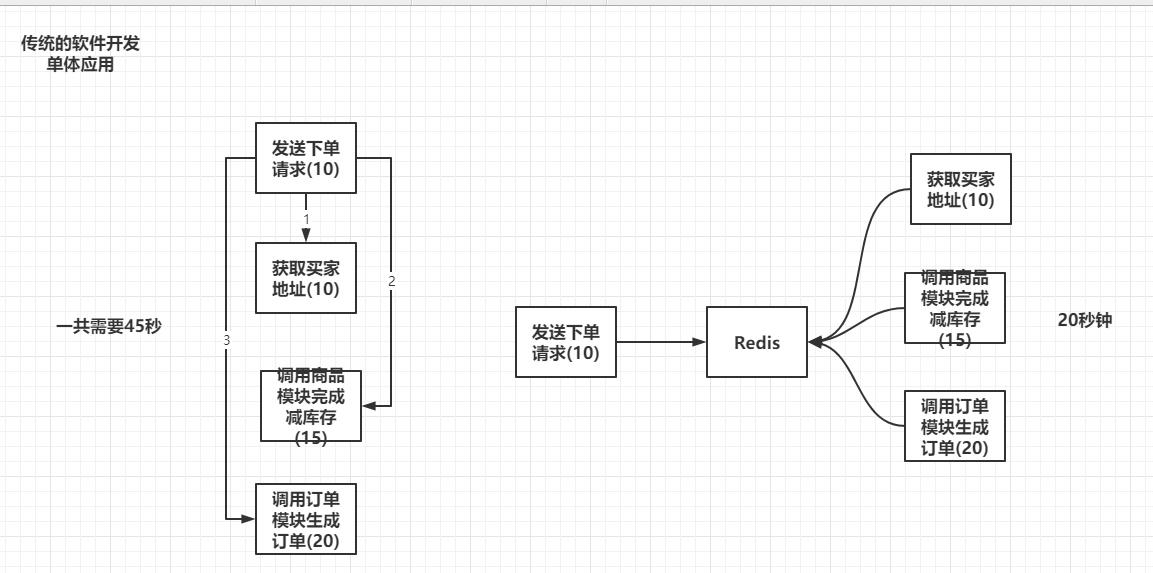 传统的软件开发
单体应用
发送下单
请求(10)
1
获取买家
地址(10)
2
一共需要45秒
3
调用商品
模块完成
减库存
(15)
调用订单
模块生成
订单(20)
发送下单
请求(10)
Redis
获取买家
地址(10)
调用商品
模块完成
减库存
(15)
20秒钟
调用订单
模块生成
订单(20)